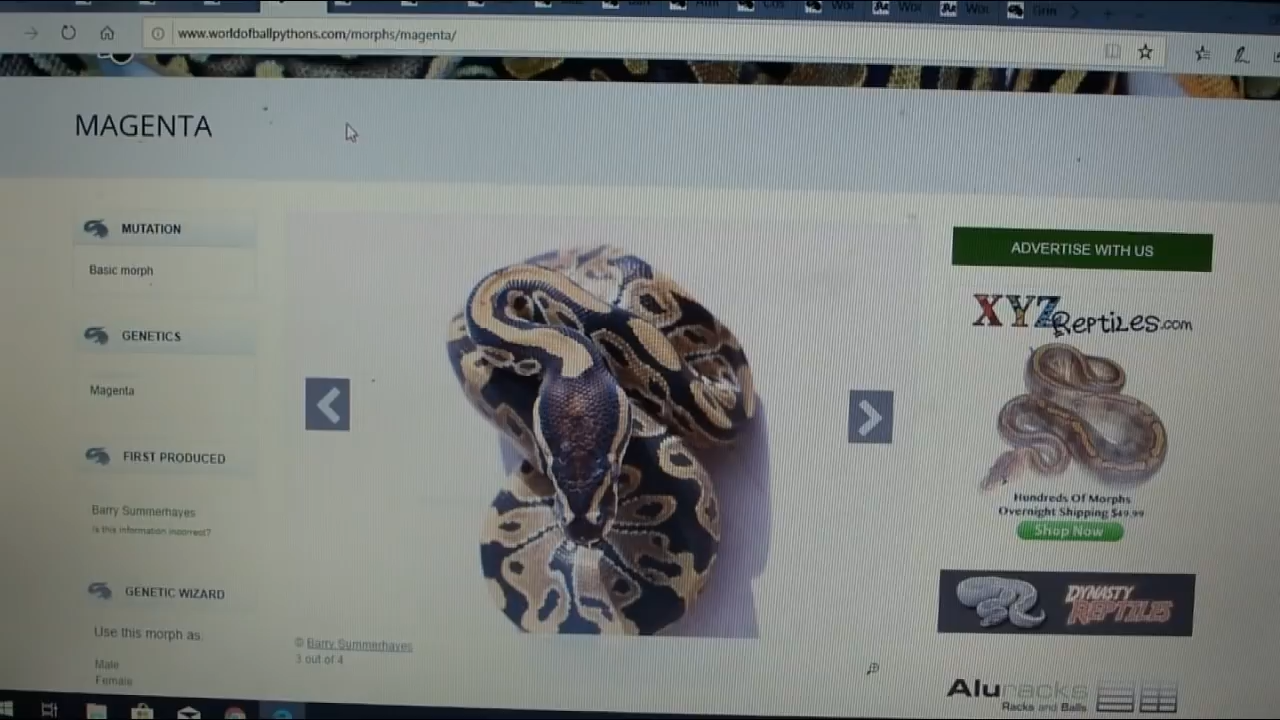 www.worldofballpythons.com/morphs/magenta/
MAGENTA
MUTATION
Basic morph
GENETICS
Magenta
FIRST PRODUCED
Barry Summerhayes
Is this information incorrect?
GENETIC WIZARD
Use this morph as
Male
Female
© Barry Summerhayes
3 out of 4
ADVERTISE WITH US
XYZ Reptiles.com
Hundreds Of Morphs
Overnight Shipping $49.99
Shop Now
DYNASTY
REPTILES
Aluracks
Racks and Balls